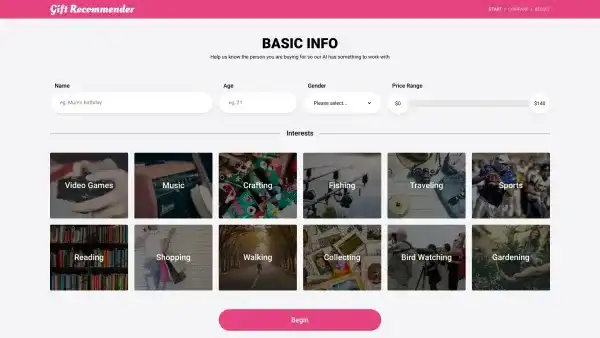 Gift Recommender
START
BASIC INFO
Help us know the person you are buying for so our AI has something to work with
Name
Age
Gender
Price Range
eg. Mum's birthday
eg. 21
Please select...
$0
$140
Interests
Video Games
Music
Crafting
Fishing
Traveling
Sports
Reading
Shopping
Walking
Collecting
Bird Watching
Gardening
Begin